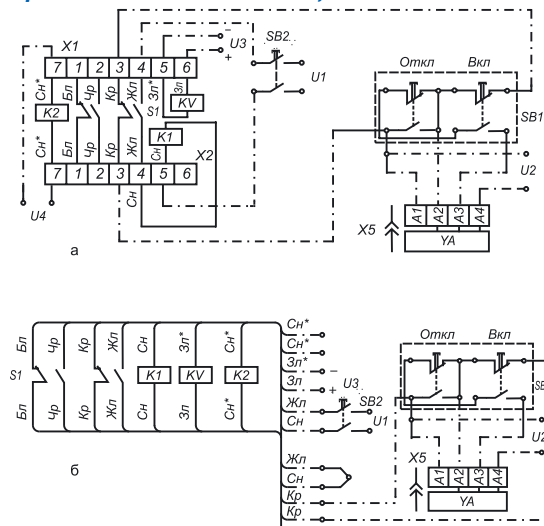 X1
U3
SB2
7 1 2 3 4 5 6
U1
Откл Вкл
Сн* Бл Чр Кр Жл Зл* Зл
K2
S1
KV
K1
SB1
Сн* Бл Чр Кр Жл Сн
X2
7 1 2 3 4 5 6
U2
U4
Сн
A1 A2 A3 A4
X5
YA
а
Сн*
Сн*
Зл*
Зл
Жл
Сн
U3
SB2
U1
Откл Вкл
Бл Чр Кр Жл Сн Зл* Сн*
S1
K1 KV K2
SB
Бл Чр Кр Жл Сн Зл Сн*
U2
б
Жл
Сн
Кр
Кр
X5
A1 A2 A3 A4
YA